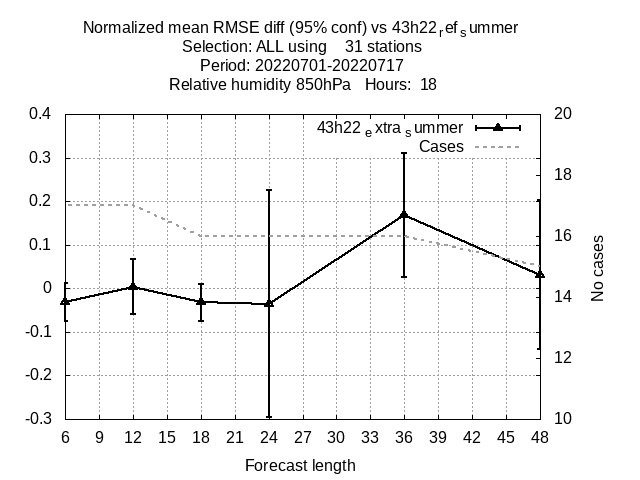 Normalized mean RMSE diff (95% conf) vs 43h22refsummer
Selection: ALL using    31 stations
Period: 20220701-20220717
Relative humidity 850hPa   Hours:  18
0.4
0.3
0.2
0.1
0
-0.1
-0.2
-0.3
43h22extrasummer
Cases
20
18
16
14
12
10
No cases
6 9 12 15 18 21 24 27 30 33 36 39 42 45 48
Forecast length